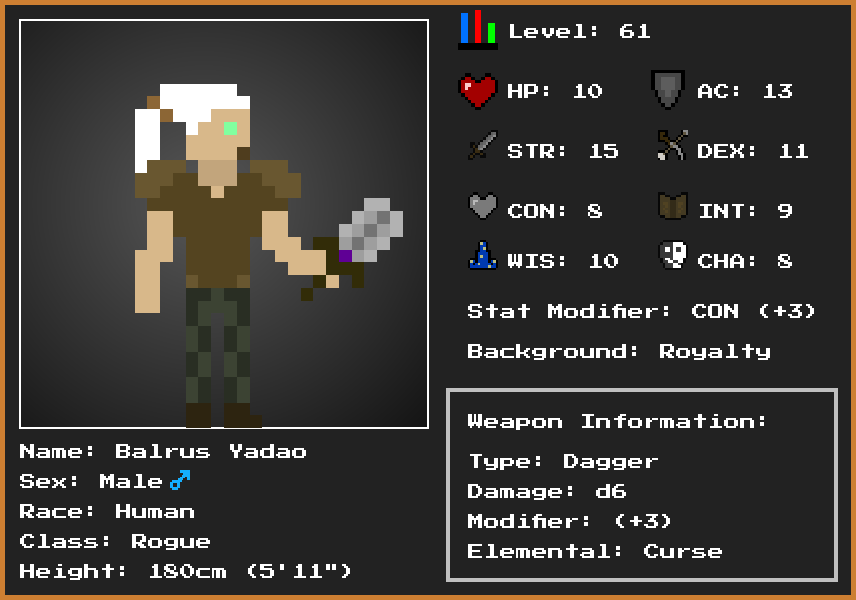 Level: 61
HP: 10 AC: 13
STR: 15 DEX: 11
CON: 8 INT: 9
WIS: 10 CHA: 8
Stat Modifier: CON (+3)
Background: Royalty
Weapon Information:
Type: Dagger
Damage: d6
Modifier: (+3)
Elemental: Curse
Name: Balrus Yadao
Sex: Male♂
Race: Human
Class: Rogue
Height: 180cm (5'11")